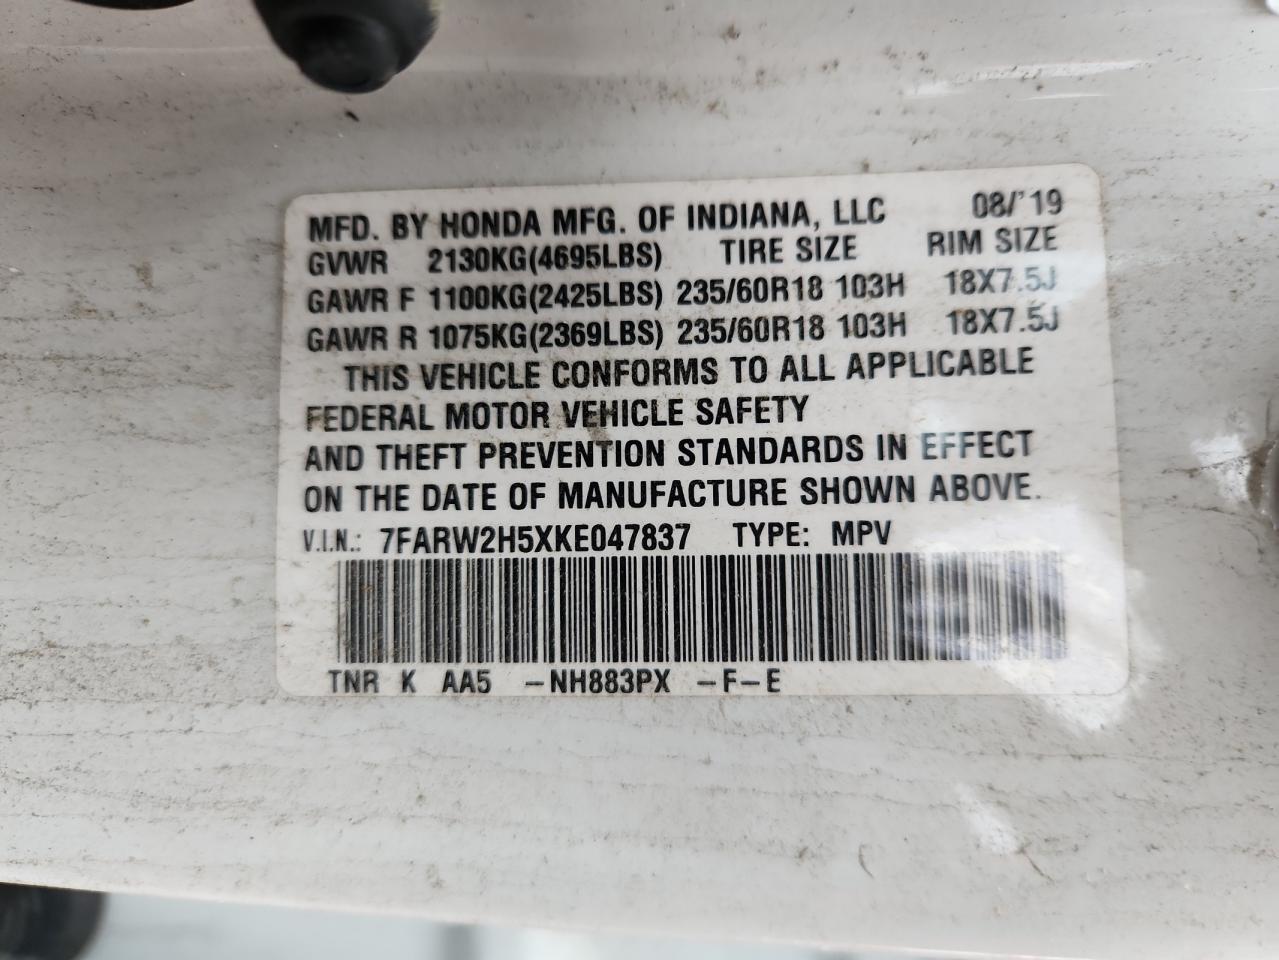 MFD. BY HONDA MFG. OF INDIANA, LLC 08/'19
GVWR 2130KG(4695LBS) TIRE SIZE RIM SIZE
GAWR F 1100KG(2425LBS) 235/60R18 103H 18X7.5J
GAWR R 1075KG(2369LBS) 235/60R18 103H 18X7.5J
THIS VEHICLE CONFORMS TO ALL APPLICABLE
FEDERAL MOTOR VEHICLE SAFETY
AND THEFT PREVENTION STANDARDS IN EFFECT
ON THE DATE OF MANUFACTURE SHOWN ABOVE.
V.I.N.: 7FARW2H5XKE047837 TYPE: MPV
TNR K AA5 -NH883PX -F-E